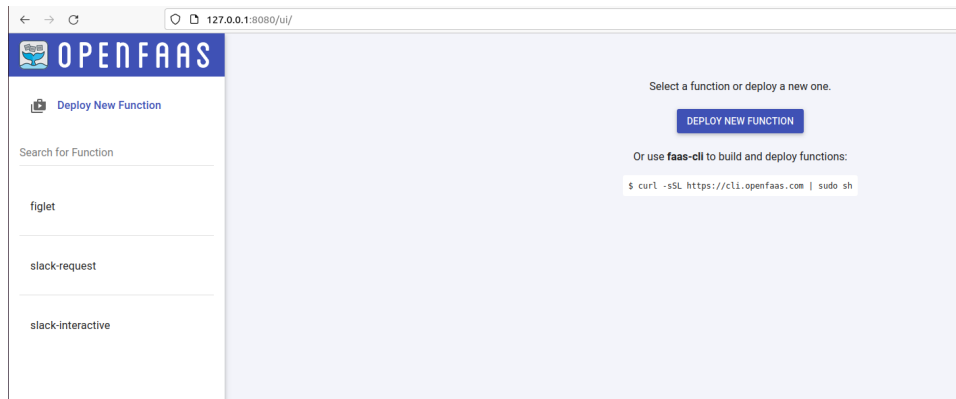 127.0.0.1:8080/ui/
OPENFAAS
Deploy New Function
Search for Function
figlet
slack-request
slack-interactive
Select a function or deploy a new one.
DEPLOY NEW FUNCTION
Or use faas-cli to build and deploy functions:
$ curl -sSL https://cli.openfaas.com | sudo sh